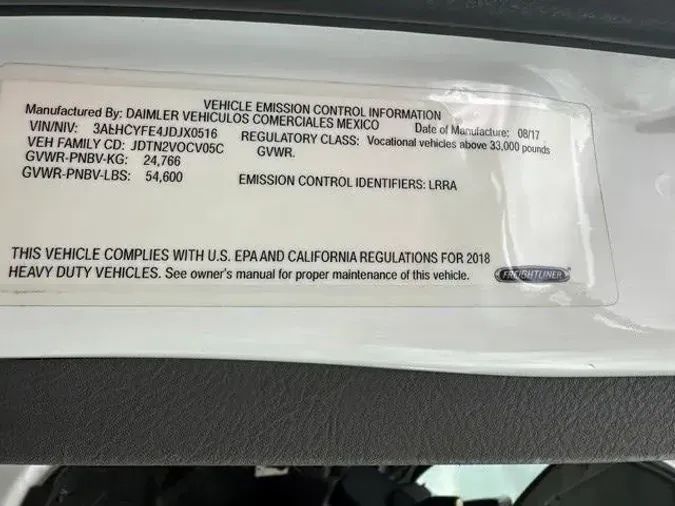 VEHICLE EMISSION CONTROL INFORMATION
Manufactured By: DAIMLER VEHICULOS COMERCIALES MEXICO Date of Manufacture: 08/17
VIN/NIV: 3ALHCYFE4JDJX0516 REGULATORY CLASS: Vocational vehicles above 33,000 pounds
VEH FAMILY CD: JDTN2VOCV05C GVWR.
GVWR-PNBV-KG: 24,766
GVWR-PNBV-LBS: 54,600 EMISSION CONTROL IDENTIFIERS: LRRA
THIS VEHICLE COMPLIES WITH U.S. EPA AND CALIFORNIA REGULATIONS FOR 2018
HEAVY DUTY VEHICLES. See owner's manual for proper maintenance of this vehicle.
FREIGHTLINER